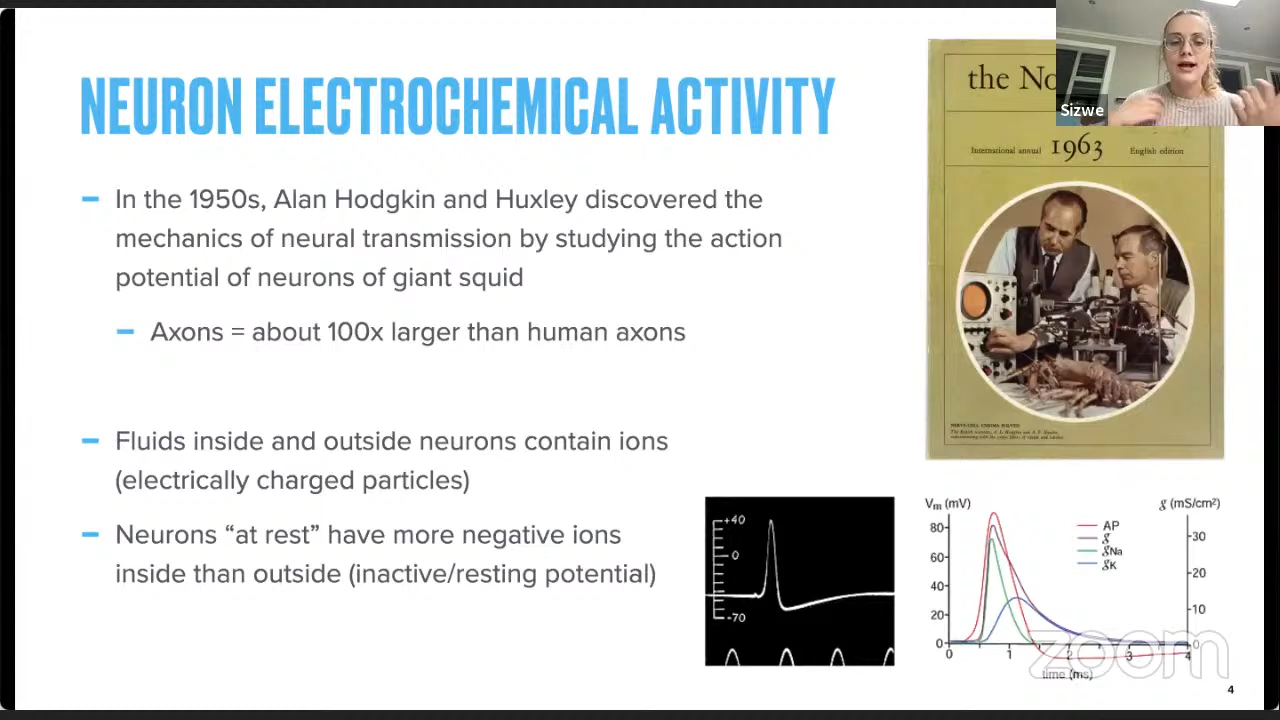 NEURON ELECTROCHEMICAL ACTIVITY
In the 1950s, Alan Hodgkin and Huxley discovered the
mechanics of neural transmission by studying the action
potential of neurons of giant squid
Axons = about 100x larger than human axons
Fluids inside and outside neurons contain ions
(electrically charged particles)
Neurons “at rest” have more negative ions
inside than outside (inactive/resting potential)
the No
Sizwe
International annual 1963 English edition
NERVE-CELL ENIGMA SOLVED
+40
0
-70
Vm (mV)
80
60
40
20
0
g (mS/cm²)
30
20
10
0
AP
g
gNa
gK
0 1 2 3 4
time (ms)
zoom
4